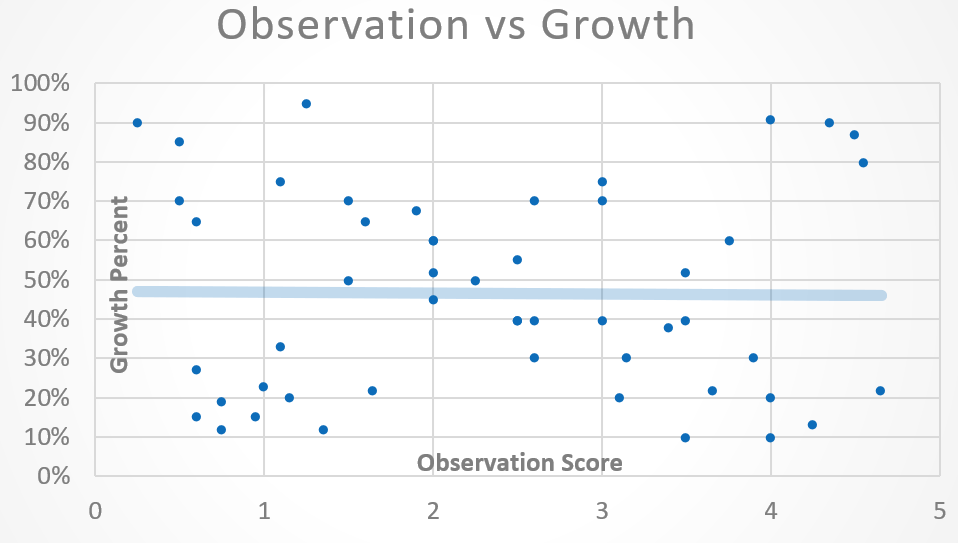 Observation vs Growth
100%
90%
80%
70%
60%
50%
40%
30%
20%
10%
0%
Growth Percent
Observation Score
0 1 2 3 4 5